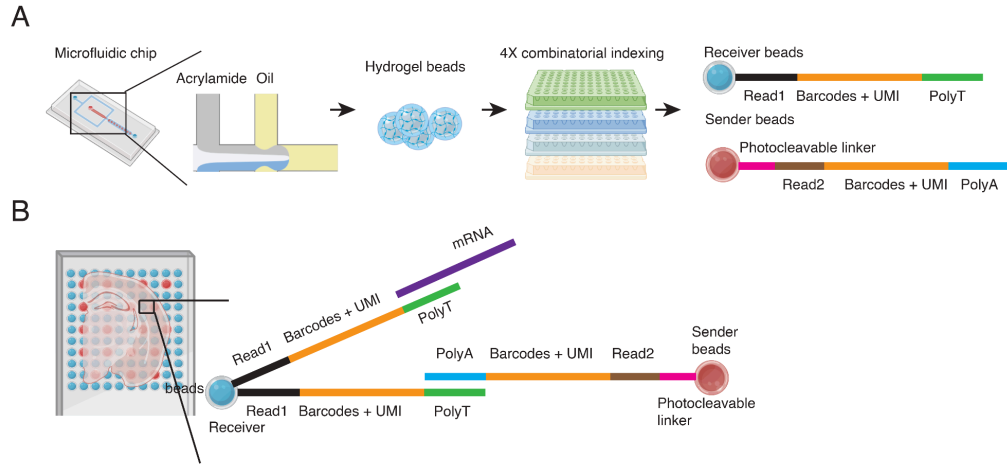 A
Microfluidic chip
Acrylamide Oil
Hydrogel beads
4X combinatorial indexing
Receiver beads
Read1 Barcodes + UMI PolyT
Sender beads
Photocleavable linker
Read2 Barcodes + UMI PolyA
B
mRNA
Read1 Barcodes + UMI PolyT
PolyA Barcodes + UMI Read2
Sender
beads
beads
Read1 Barcodes + UMI PolyT
Receiver
Photocleavable
linker